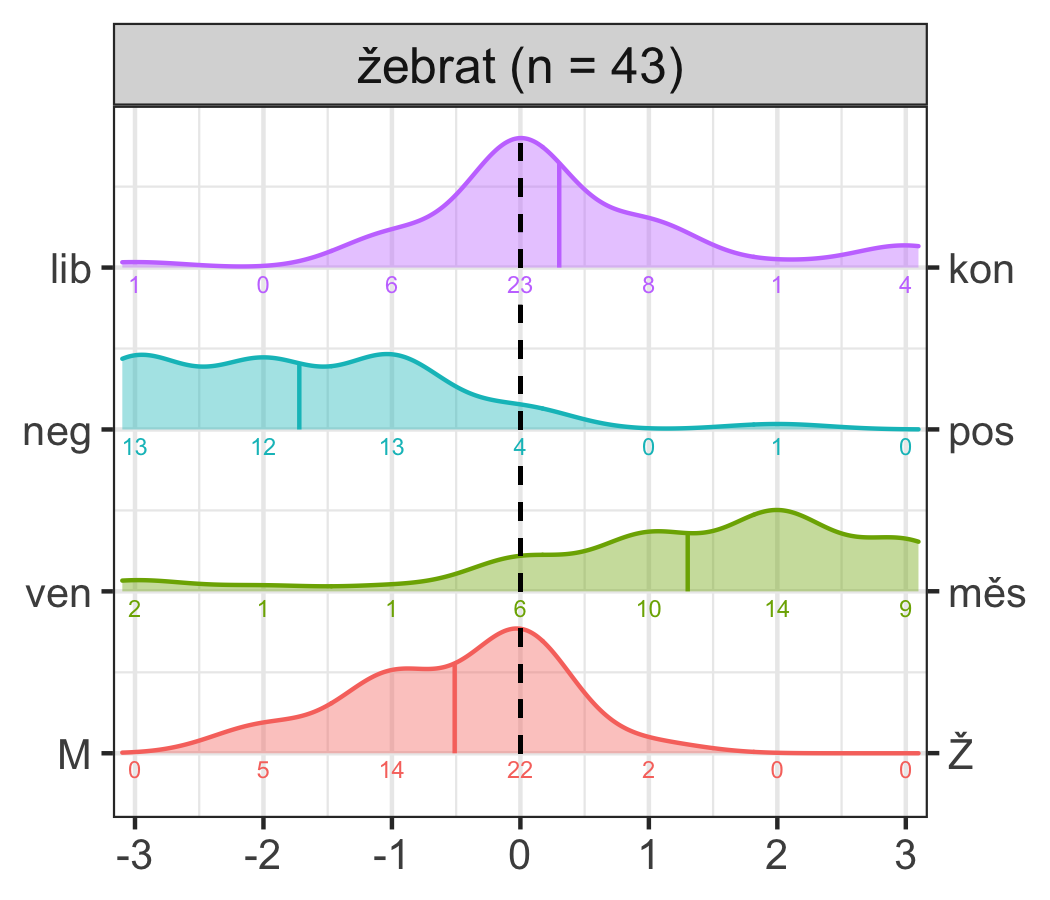 žebrat (n = 43)
lib kon
1 0 6 23 8 1 4
neg pos
13 12 13 4 0 1 0
ven měs
2 1 1 6 10 14 9
M Ž
0 5 14 22 2 0 0
-3 -2 -1 0 1 2 3